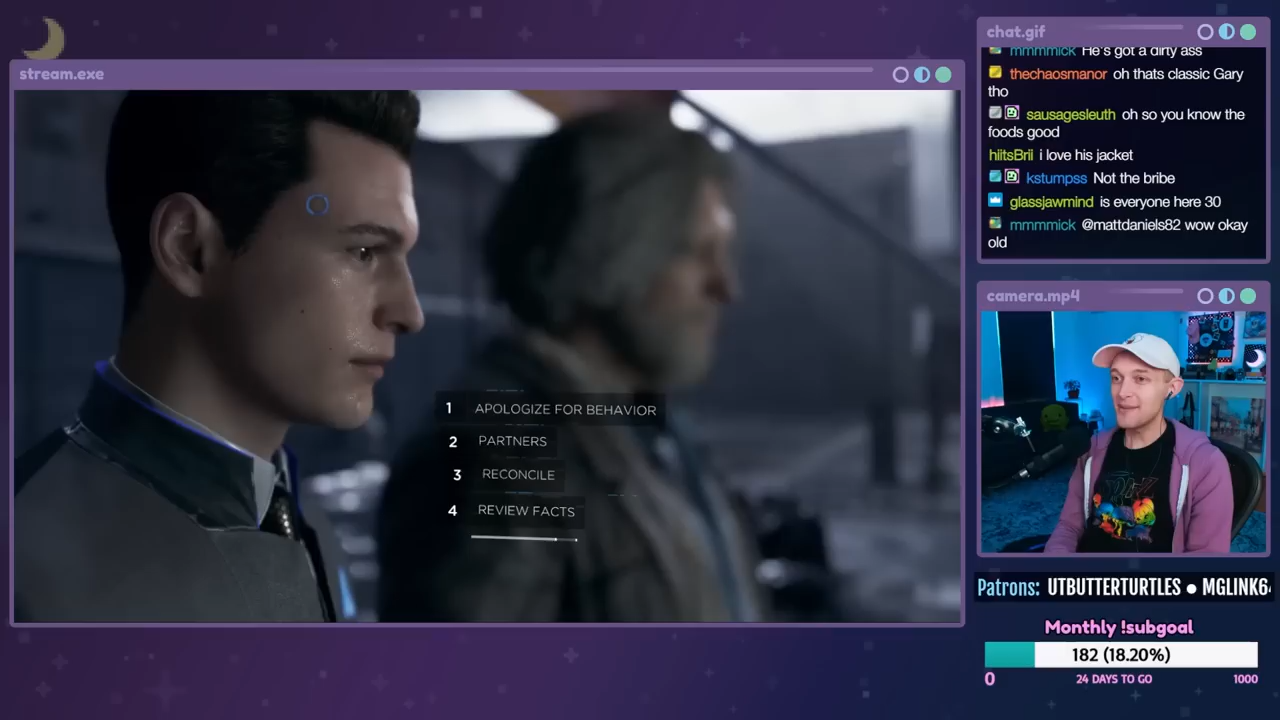 stream.exe
1 APOLOGIZE FOR BEHAVIOR
2 PARTNERS
3 RECONCILE
4 REVIEW FACTS
chat.gif
mmmmick He's got a dirty ass
thechaosmanor oh thats classic Gary
tho
sausagesleuth oh so you know the
foods good
hiitsBrii i love his jacket
kstumpss Not the bribe
glassjawmind is everyone here 30
mmmmick @mattdaniels82 wow okay
old
camera.mp4
Patrons: UTBUTTERTURTLES ● MGLINK64
Monthly !subgoal
182 (18.20%)
0 24 DAYS TO GO 1000